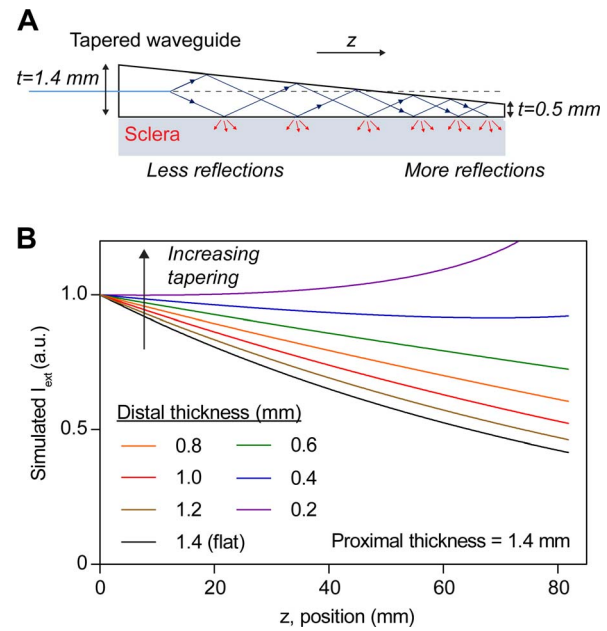 A
Tapered waveguide
z
t=1.4 mm
t=0.5 mm
Sclera
Less reflections
More reflections
B
Increasing
tapering
1.0
0.5
0
Simulated I_ext (a.u.)
Distal thickness (mm)
0.8
0.6
1.0
0.4
1.2
0.2
1.4 (flat)
Proximal thickness = 1.4 mm
0
20
40
60
80
z, position (mm)